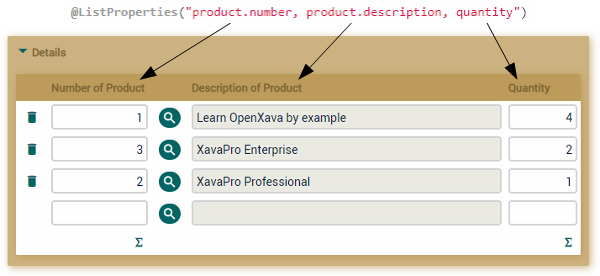 @ListProperties("product.number, product.description, quantity")
Details
Number of Product Description of Product Quantity
1 Learn OpenXava by example 4
3 XavaPro Enterprise 2
2 XavaPro Professional 1
Σ Σ